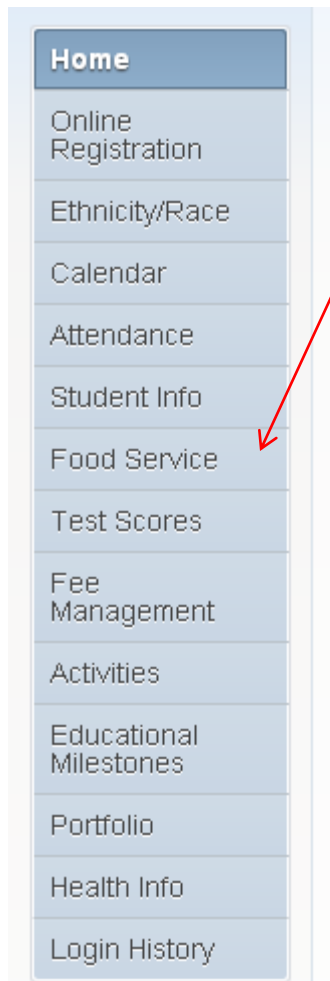 Home
Online
Registration
Ethnicity/Race
Calendar
Attendance
Student Info
Food Service
Test Scores
Fee
Management
Activities
Educational
Milestones
Portfolio
Health Info
Login History